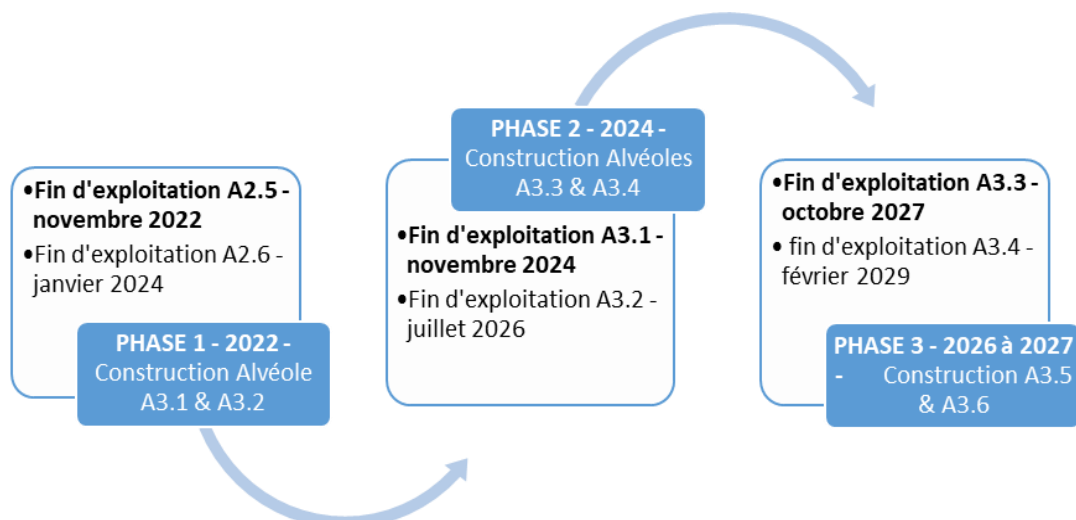 •Fin d'exploitation A2.5 -
novembre 2022
•Fin d'exploitation A2.6 -
janvier 2024
PHASE 1 - 2022 -
Construction Alvéole
A3.1 & A3.2
PHASE 2 - 2024 -
Construction Alvéoles
A3.3 & A3.4
•Fin d'exploitation A3.1 -
novembre 2024
•Fin d'exploitation A3.2 -
juillet 2026
•Fin d'exploitation A3.3 -
octobre 2027
• fin d'exploitation A3.4 -
février 2029
PHASE 3 - 2026 à 2027
- Construction A3.5
& A3.6